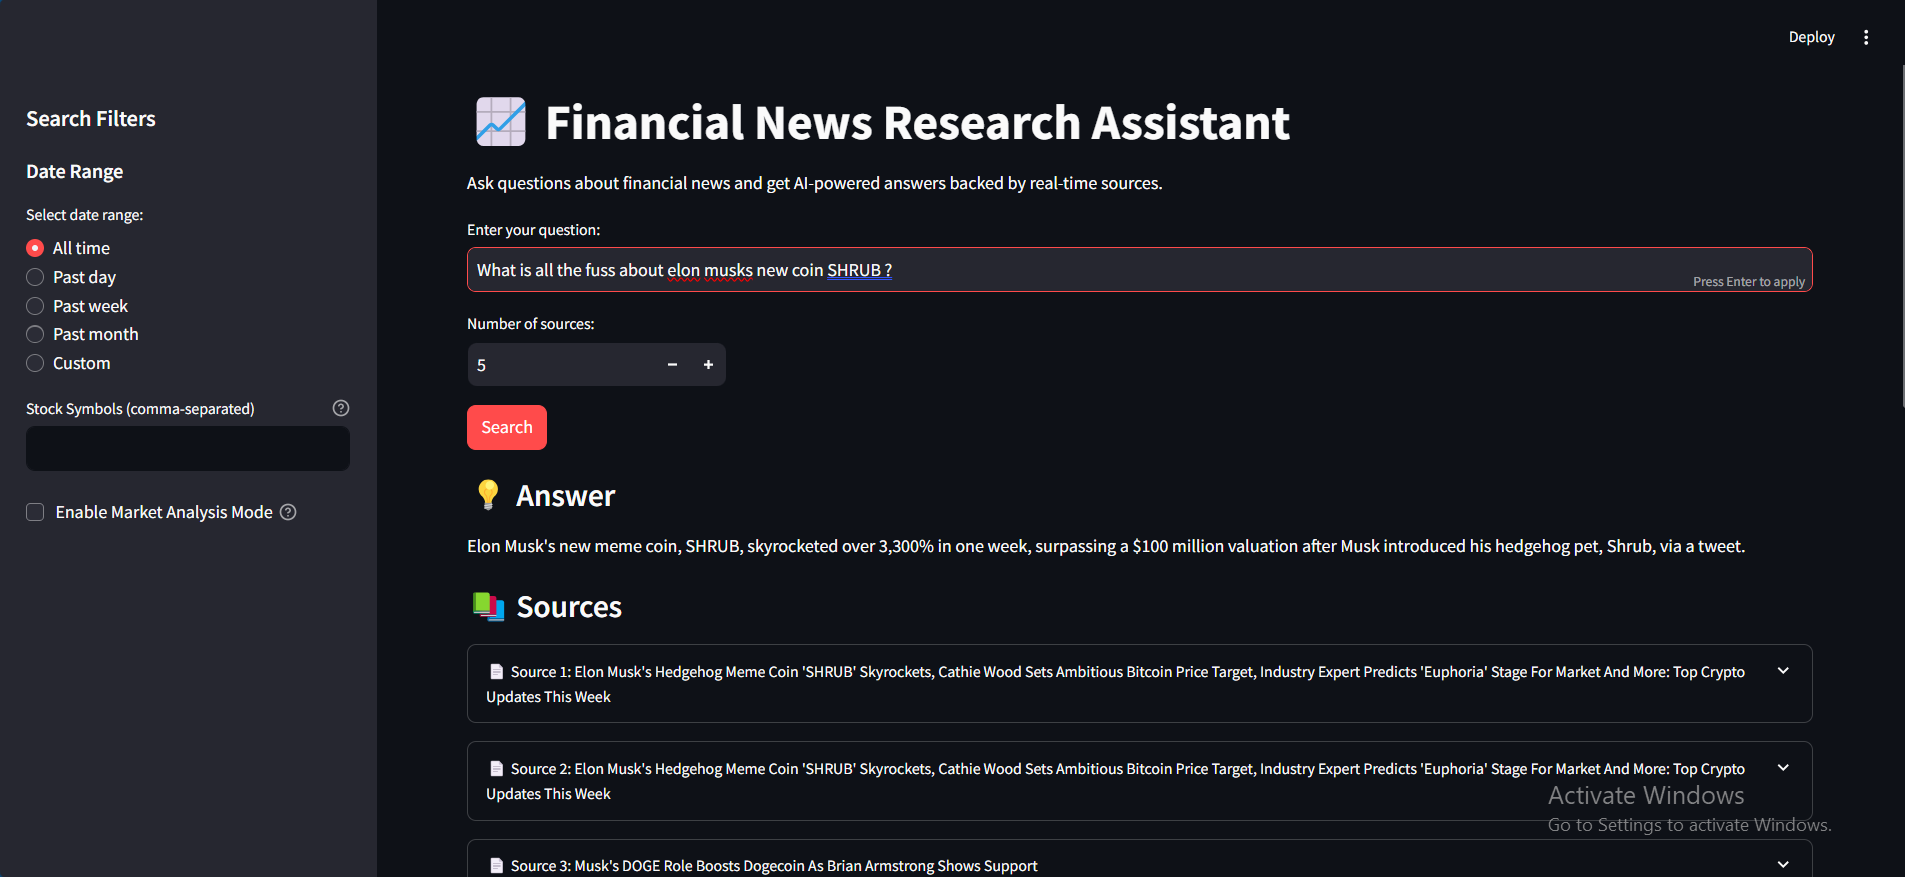 Deploy
Search Filters
Date Range
Select date range:
All time
Past day
Past week
Past month
Custom
Stock Symbols (comma-separated)
Enable Market Analysis Mode
Financial News Research Assistant
Ask questions about financial news and get AI-powered answers backed by real-time sources.
Enter your question:
What is all the fuss about elon musks new coin SHRUB ?
Press Enter to apply
Number of sources:
5
Search
Answer
Elon Musk's new meme coin, SHRUB, skyrocketed over 3,300% in one week, surpassing a $100 million valuation after Musk introduced his hedgehog pet, Shrub, via a tweet.
Sources
Source 1: Elon Musk's Hedgehog Meme Coin 'SHRUB' Skyrockets, Cathie Wood Sets Ambitious Bitcoin Price Target, Industry Expert Predicts 'Euphoria' Stage For Market And More: Top Crypto
Updates This Week
Source 2: Elon Musk's Hedgehog Meme Coin 'SHRUB' Skyrockets, Cathie Wood Sets Ambitious Bitcoin Price Target, Industry Expert Predicts 'Euphoria' Stage For Market And More: Top Crypto
Updates This Week
Activate Windows
Go to Settings to activate Windows.
Source 3: Musk's DOGE Role Boosts Dogecoin As Brian Armstrong Shows Support